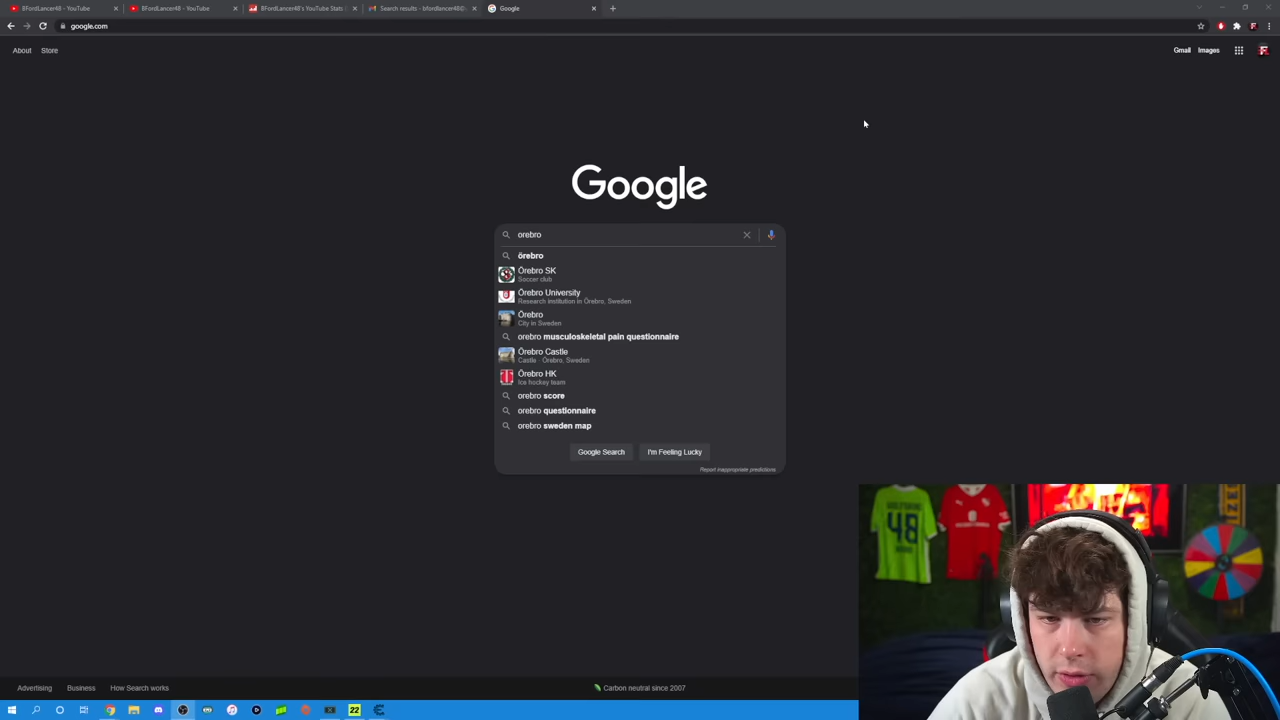 BFordLancer48 - YouTube
BFordLancer48 - YouTube
BFordLancer48's YouTube Stats
Search results - bfordlancer48@
Google
google.com
About
Store
Gmail
Images
Google
orebro
örebro
Örebro SK
Soccer club
Örebro University
Research institution in Örebro, Sweden
Örebro
City in Sweden
orebro musculoskeletal pain questionnaire
Örebro Castle
Castle · Örebro, Sweden
Örebro HK
Ice hockey team
orebro score
orebro questionnaire
orebro sweden map
Google Search
I'm Feeling Lucky
Report inappropriate predictions
48
Advertising
Business
How Search works
Carbon neutral since 2007
22